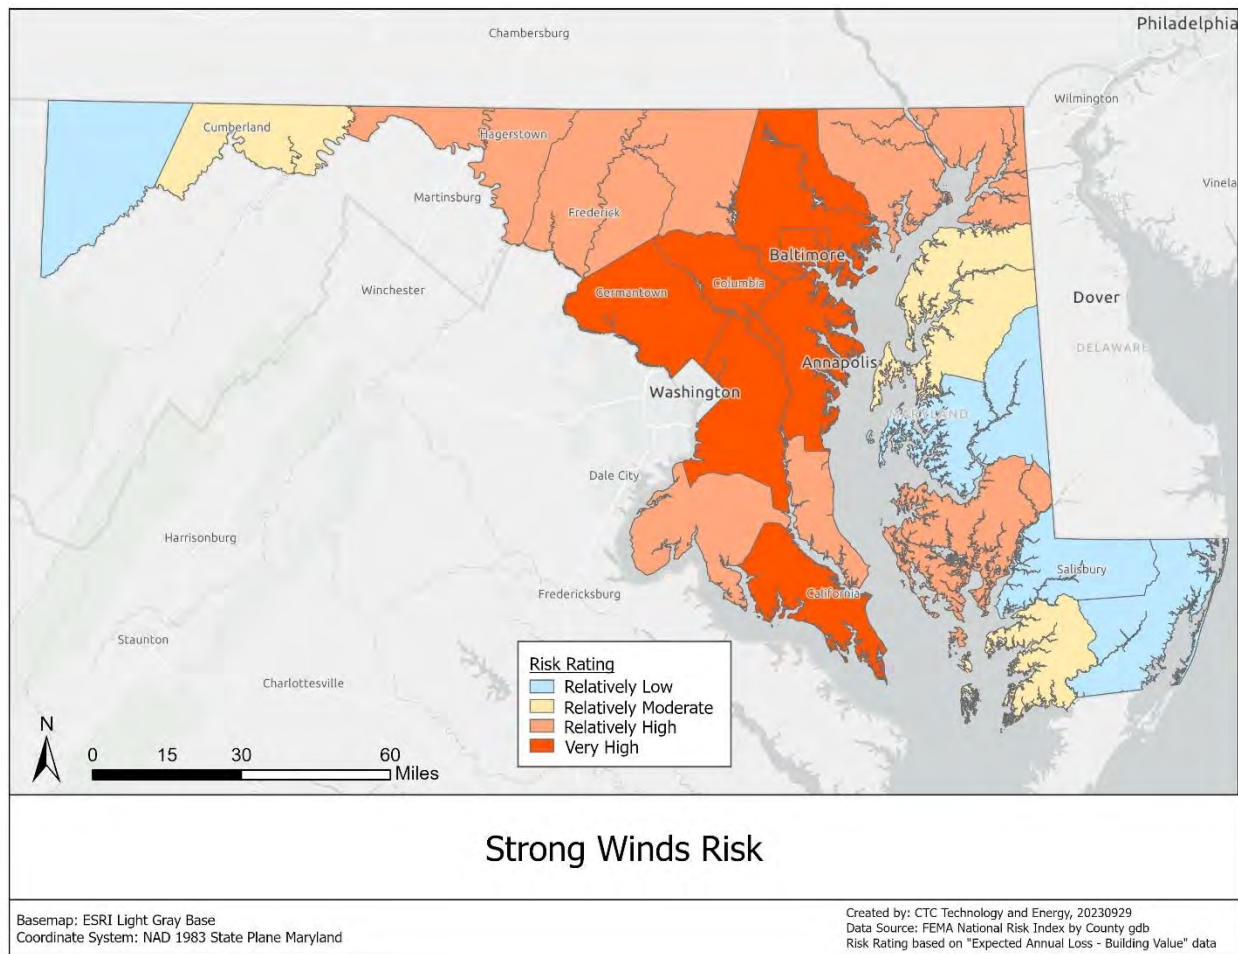 Philadelphia
Chambersburg
Wilmington
Cumberland
Hagerstown
Martinsburg
Frederick
Vinela
Baltimore
Winchester
Germantown
Columbia
Dover
DELAWARE
Annapolis
Washington
MARYLAND
Dale City
Harrisonburg
Salisbury
Fredericksburg
California
Staunton
Charlottesville
Risk Rating
Relatively Low
Relatively Moderate
Relatively High
Very High
N
0 15 30 60
Miles
Strong Winds Risk
Basemap: ESRI Light Gray Base
Coordinate System: NAD 1983 State Plane Maryland
Created by: CTC Technology and Energy, 20230929
Data Source: FEMA National Risk Index by County gdb
Risk Rating based on "Expected Annual Loss - Building Value" data